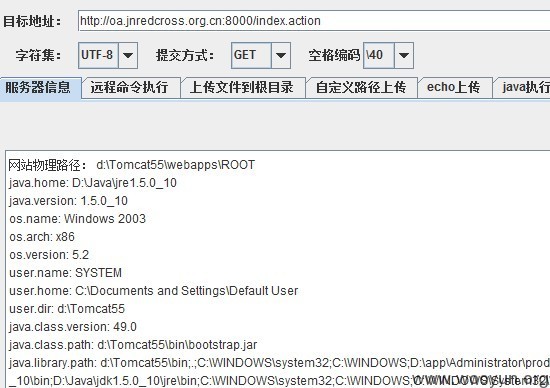 目标地址： http://oa.jnredcross.org.cn:8000/index.action
字符集： UTF-8 提交方式： GET 空格编码 \40
服务器信息 远程命令执行 上传文件到根目录 自定义路径上传 echo上传 java执行
网站物理路径： d:\Tomcat55\webapps\ROOT
java.home: D:\Java\jre1.5.0_10
java.version: 1.5.0_10
os.name: Windows 2003
os.arch: x86
os.version: 5.2
user.name: SYSTEM
user.home: C:\Documents and Settings\Default User
user.dir: d:\Tomcat55
java.class.version: 49.0
java.class.path: d:\Tomcat55\bin\bootstrap.jar
java.library.path: d:\Tomcat55\bin;.;C:\WINDOWS\system32;C:\WINDOWS;D:\app\Administrator\prod
_10\bin;D:\Java\jdk1.5.0_10\jre\bin;C:\WINDOWS\system32;C:\WINDOWS;
www.wooyun.org